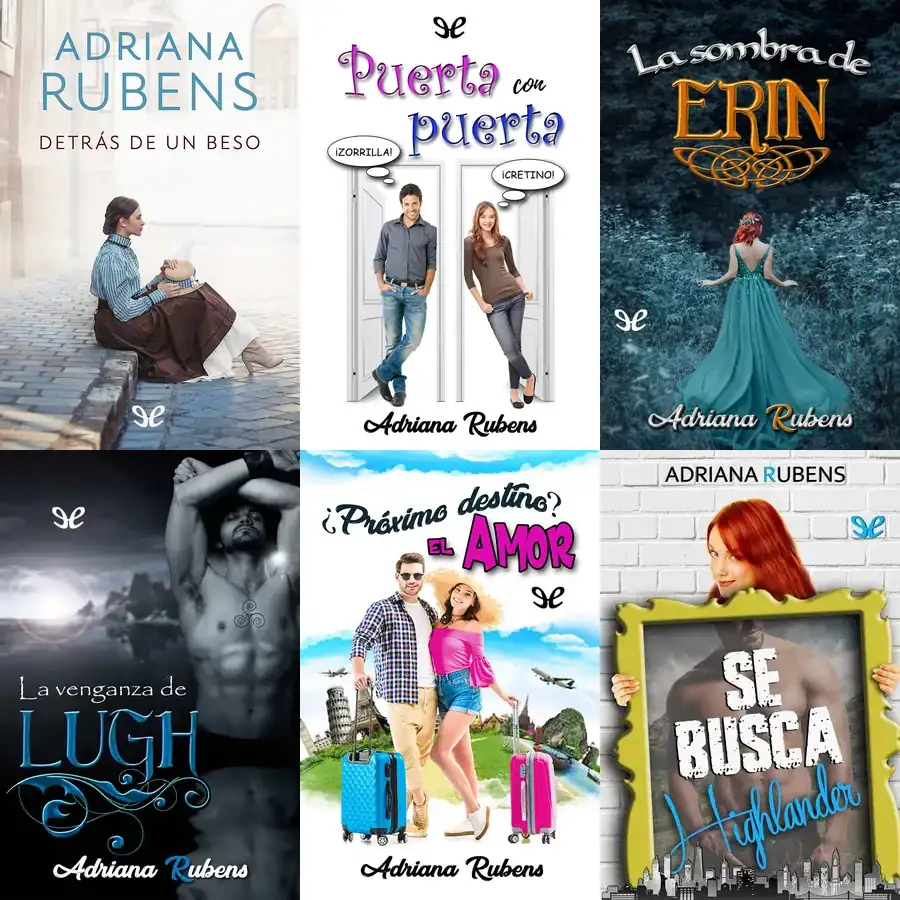 ADRIANA
RUBENS
DETRÁS DE UN BESO
Puerta con
puerta
¡ZORRILLA!
¡CRETINO!
Adriana Rubens
La sombra de
ERIN
Adriana Rubens
La venganza de
LUGH
Adriana Rubens
¿Próximo destino?
EL AMOR
Adriana Rubens
ADRIANA RUBENS
SE
BUSCA
Highlander